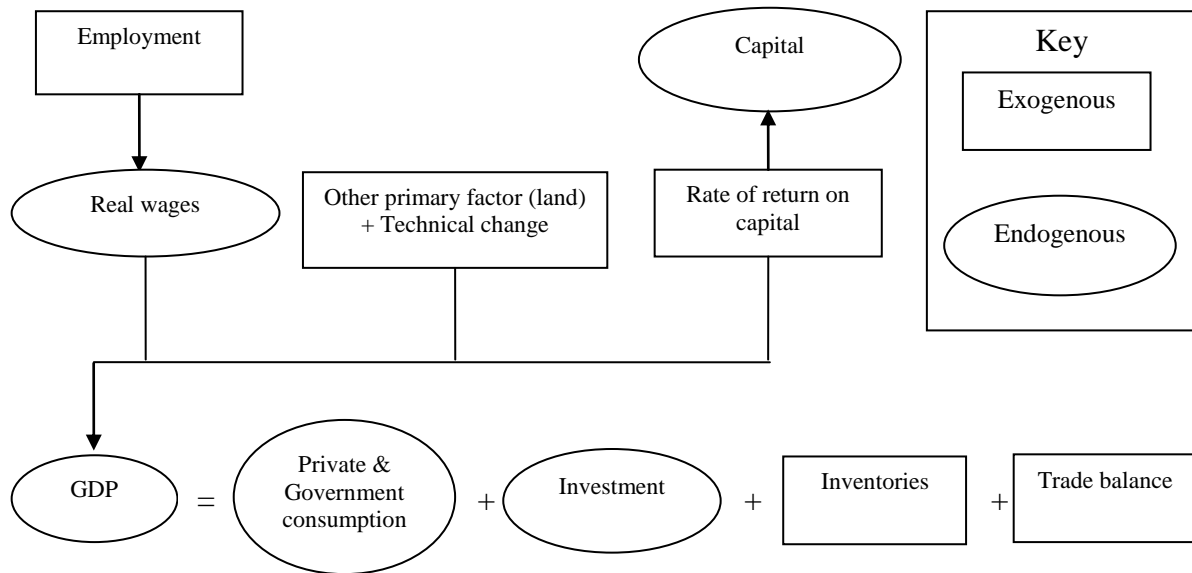 Employment
Capital
Key
Exogenous
Real wages
Other primary factor (land)
+ Technical change
Rate of return on
capital
Endogenous
GDP
=
Private &
Government
consumption
+
Investment
+
Inventories
+
Trade balance